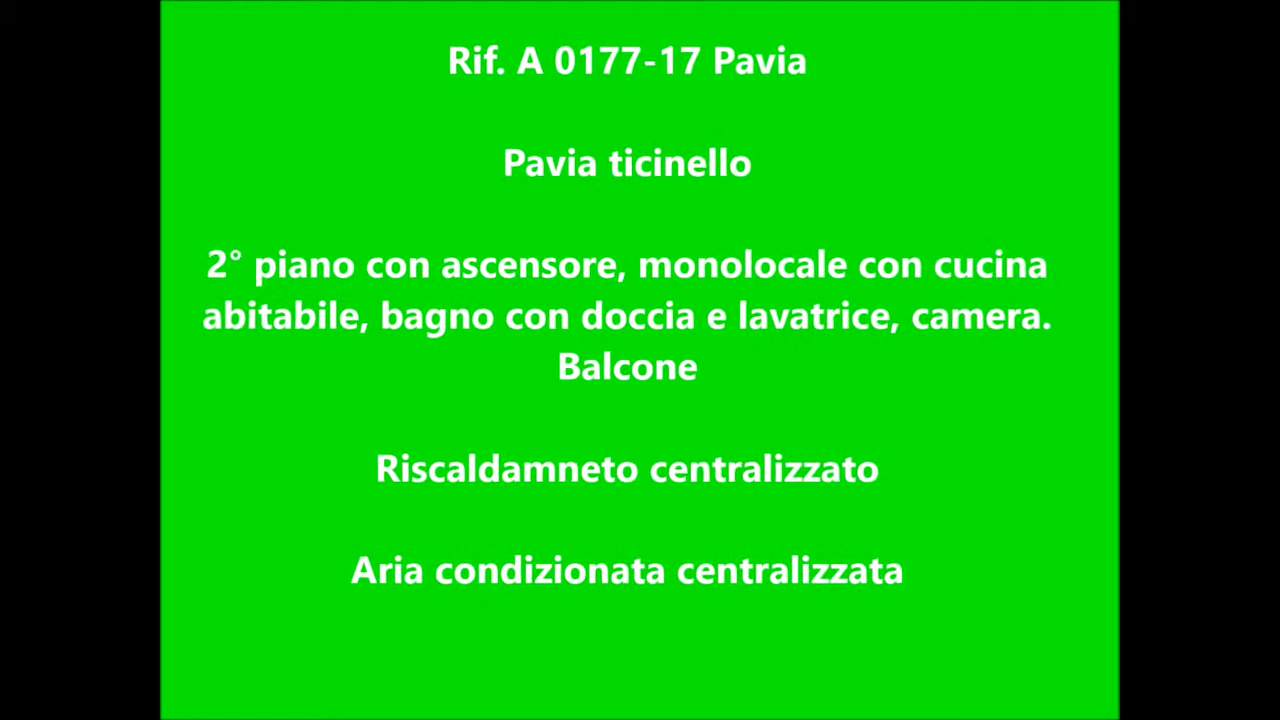 Rif. A 0177-17 Pavia
Pavia ticinello
2° piano con ascensore, monolocale con cucina
abitabile, bagno con doccia e lavatrice, camera.
Balcone
Riscaldamneto centralizzato
Aria condizionata centralizzata